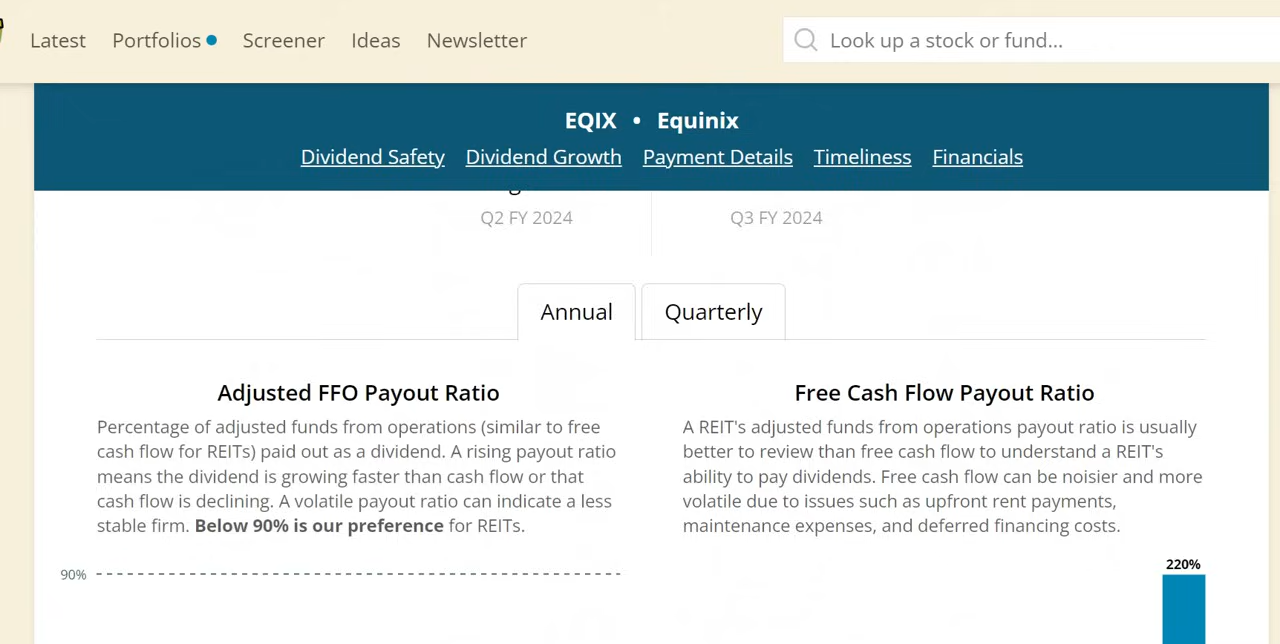 Latest Portfolios Screener Ideas Newsletter Look up a stock or fund...
EQIX • Equinix
Dividend Safety Dividend Growth Payment Details Timeliness Financials
Q2 FY 2024 Q3 FY 2024
Annual Quarterly
Adjusted FFO Payout Ratio
Percentage of adjusted funds from operations (similar to free
cash flow for REITs) paid out as a dividend. A rising payout ratio
means the dividend is growing faster than cash flow or that
cash flow is declining. A volatile payout ratio can indicate a less
stable firm. Below 90% is our preference for REITs.
90%
Free Cash Flow Payout Ratio
A REIT's adjusted funds from operations payout ratio is usually
better to review than free cash flow to understand a REIT's
ability to pay dividends. Free cash flow can be noisier and more
volatile due to issues such as upfront rent payments,
maintenance expenses, and deferred financing costs.
220%